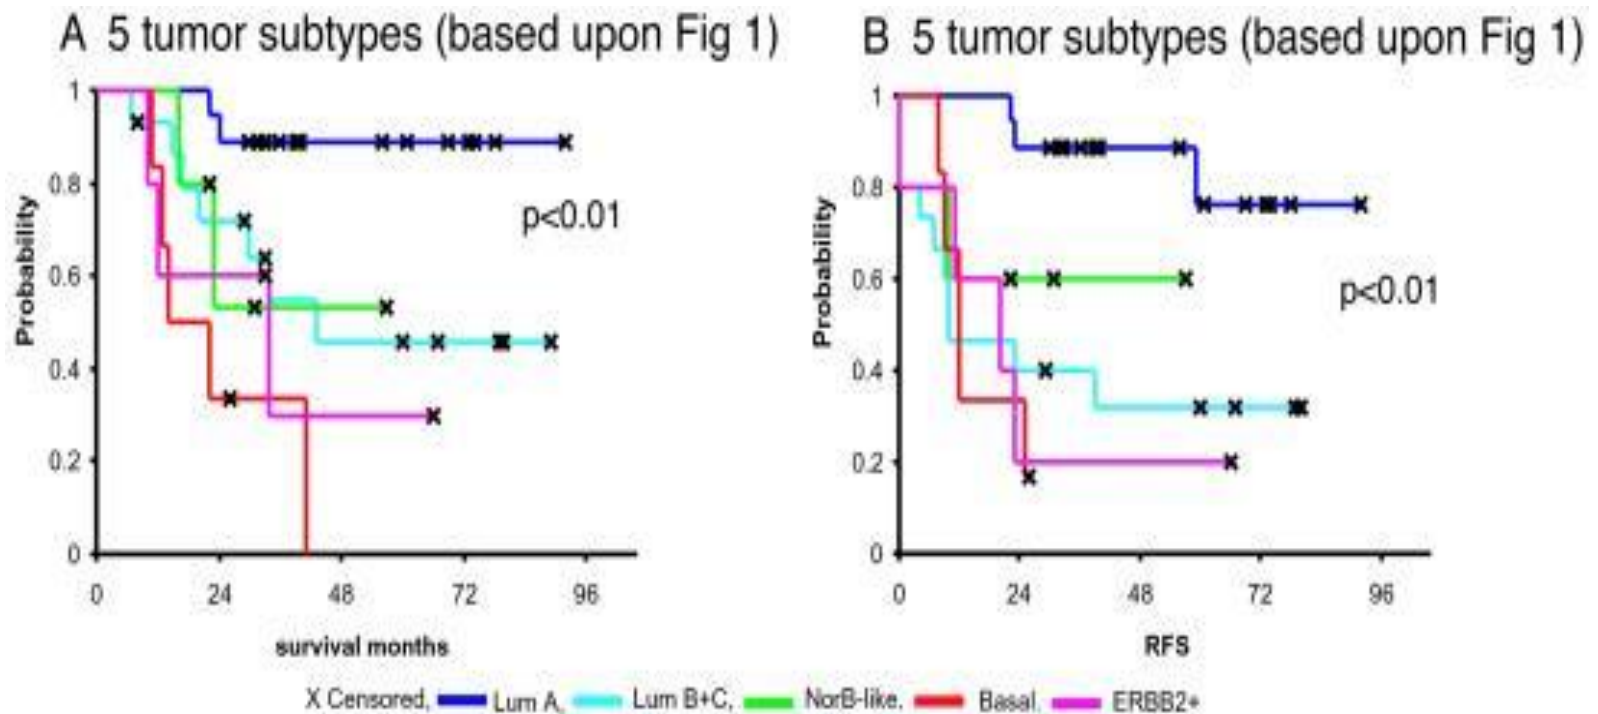 A 5 tumor subtypes (based upon Fig 1)
1
0.8
0.6
0.4
0.2
0
Probability
p<0.01
0 24 48 72 96
survival months
B 5 tumor subtypes (based upon Fig 1)
1
0.8
0.6
0.4
0.2
0
Probability
p<0.01
0 24 48 72 96
RFS
X Censored, Lum A, Lum B+C, NorB-like, Basal, ERBB2+